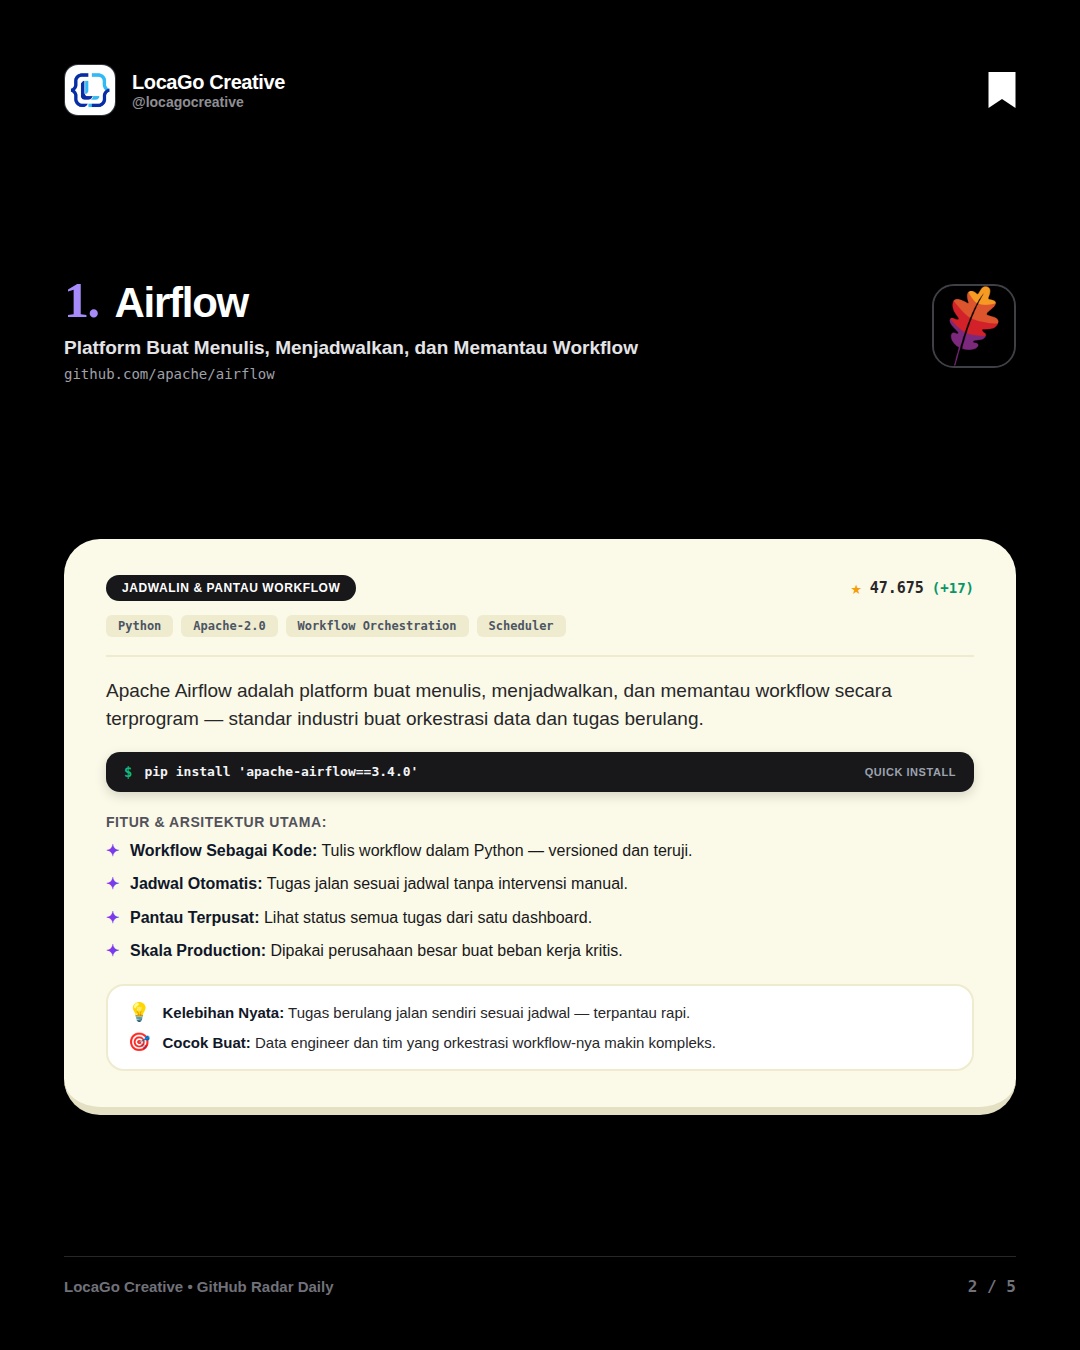 LocaGo Creative
@locagocreative
1. Airflow
Platform Buat Menulis, Menjadwalkan, dan Memantau Workflow
github.com/apache/airflow
JADWALIN & PANTAU WORKFLOW
★ 47.675 (+17)
Python Apache-2.0 Workflow Orchestration Scheduler
Apache Airflow adalah platform buat menulis, menjadwalkan, dan memantau workflow secara
terprogram — standar industri buat orkestrasi data dan tugas berulang.
$ pip install 'apache-airflow==3.4.0'
QUICK INSTALL
FITUR & ARSITEKTUR UTAMA:
✦ Workflow Sebagai Kode: Tulis workflow dalam Python — versioned dan teruji.
✦ Jadwal Otomatis: Tugas jalan sesuai jadwal tanpa intervensi manual.
✦ Pantau Terpusat: Lihat status semua tugas dari satu dashboard.
✦ Skala Production: Dipakai perusahaan besar buat beban kerja kritis.
💡 Kelebihan Nyata: Tugas berulang jalan sendiri sesuai jadwal — terpantau rapi.
🎯 Cocok Buat: Data engineer dan tim yang orkestrasi workflow-nya makin kompleks.
LocaGo Creative • GitHub Radar Daily
2 / 5